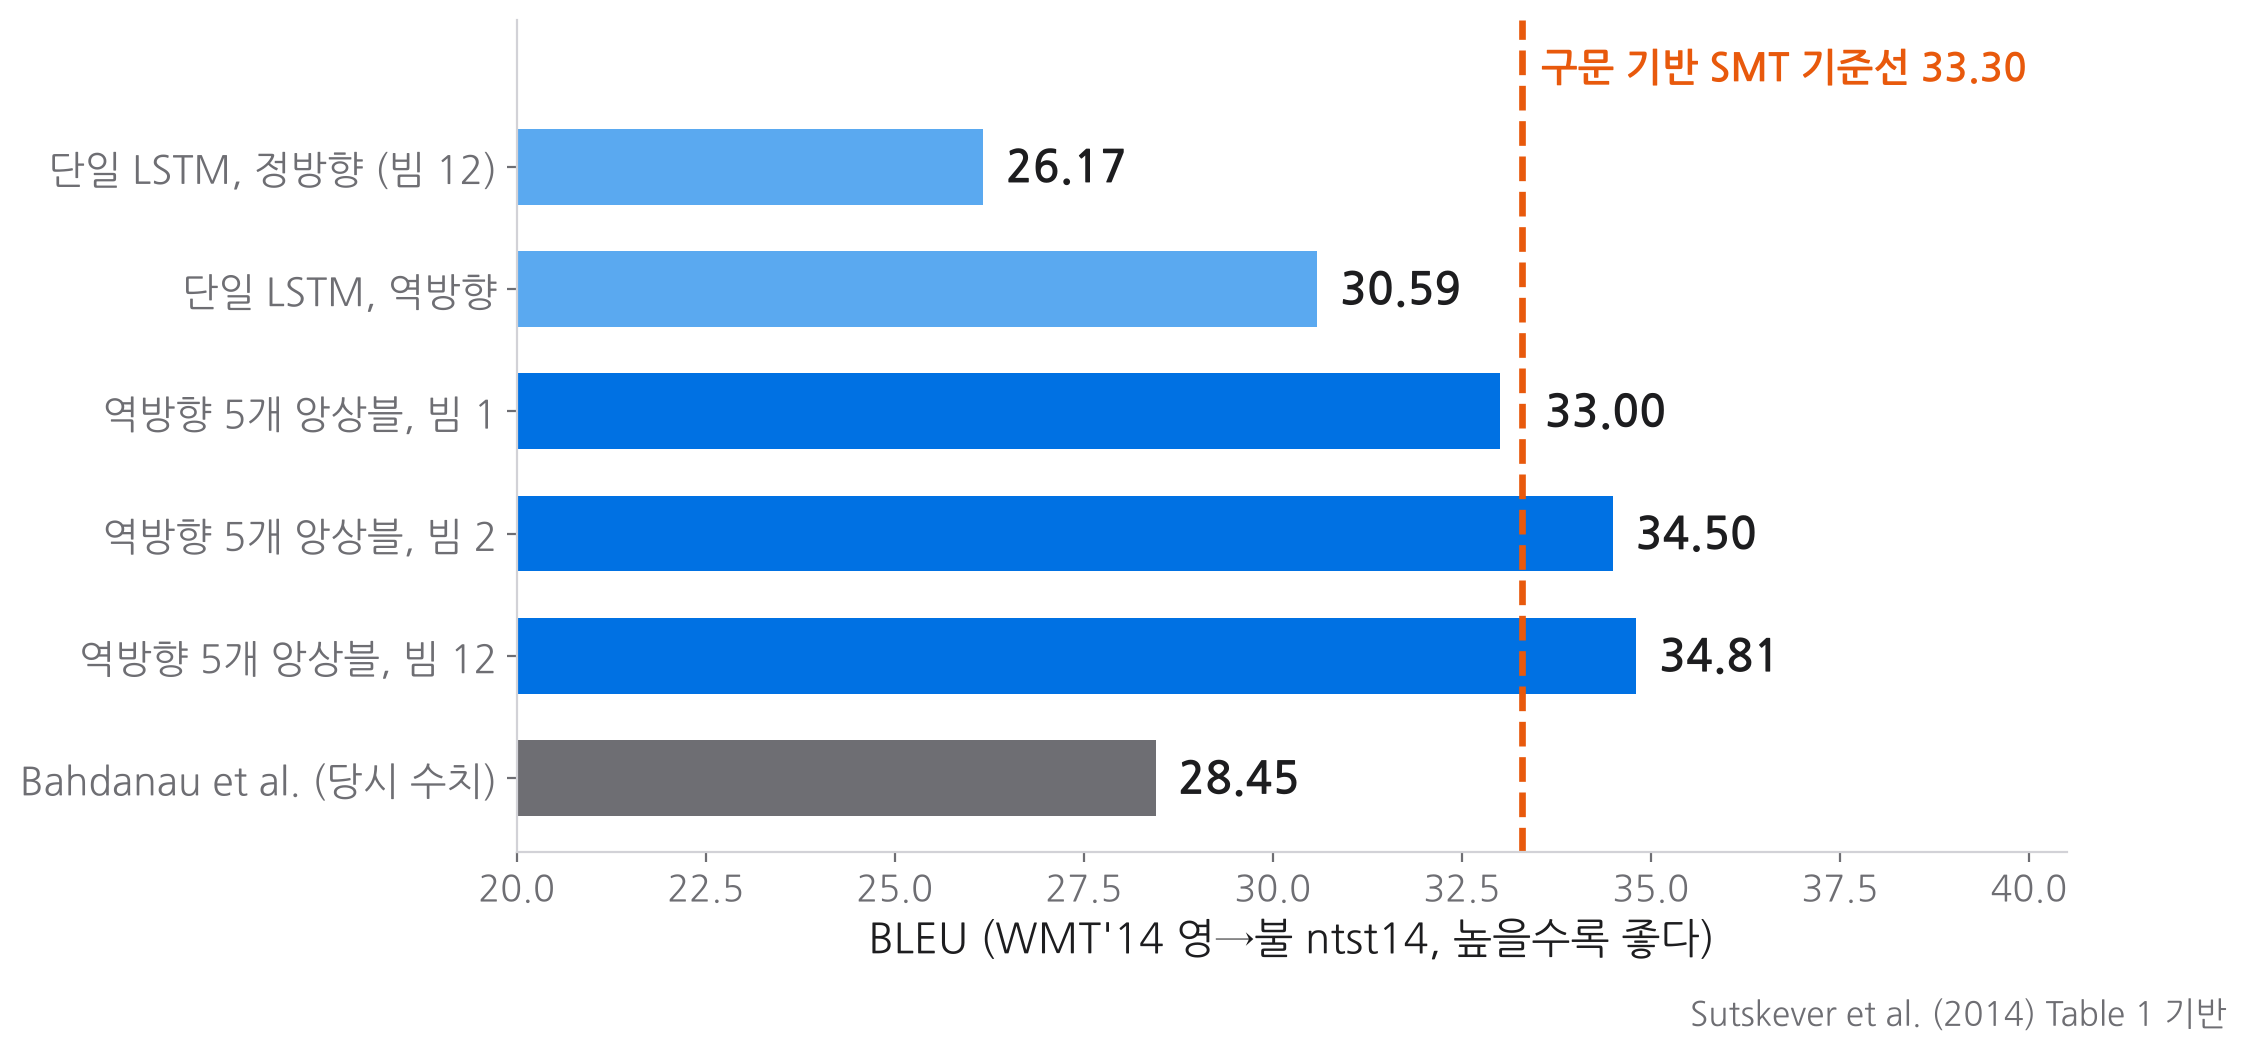 구문 기반 SMT 기준선 33.30
단일 LSTM, 정방향 (빔 12) 26.17
단일 LSTM, 역방향 30.59
역방향 5개 앙상블, 빔 1 33.00
역방향 5개 앙상블, 빔 2 34.50
역방향 5개 앙상블, 빔 12 34.81
Bahdanau et al. (당시 수치) 28.45
20.0 22.5 25.0 27.5 30.0 32.5 35.0 37.5 40.0
BLEU (WMT'14 영→불 ntst14, 높을수록 좋다)
Sutskever et al. (2014) Table 1 기반